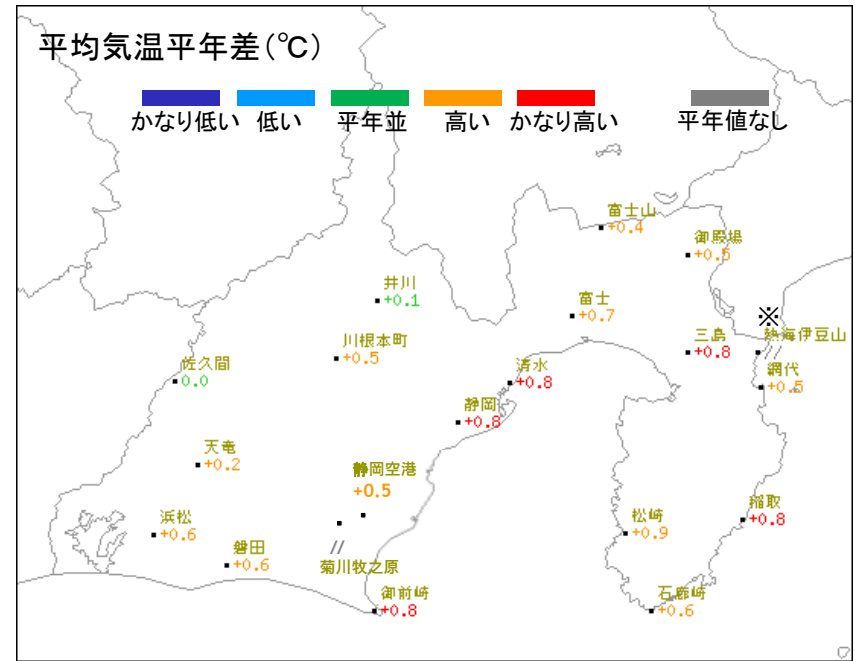 平均気温平年差(℃)
かなり低い 低い 平年並 高い かなり高い 平年値なし
富士山
+0.4
御殿場
+0.5
井川
+0.1
富士
+0.7
※
川根本町
+0.5
三島
+0.8
熱海伊豆山
//
佐久間
0.0
清水
+0.8
網代
+0.5
静岡
+0.8
天竜
+0.2
静岡空港
+0.5
浜松
+0.6
松崎
+0.9
稲取
+0.8
磐田
+0.6
//
菊川牧之原
御前崎
+0.8
石廊崎
+0.6